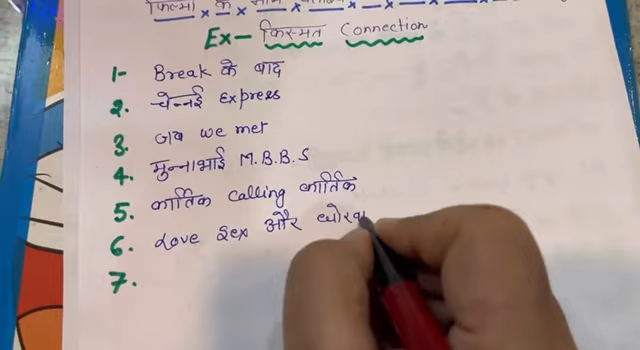 फिल्मों × के × नाम × × — × — × — ×
Ex- किस्मत Connection
1- Break के बाद
2. चेन्नई Express
3. जब we met
4. मुन्नाभाई M.B.B.S
5. कार्तिक Calling कार्तिक
6. Love Sex और धोख
7.